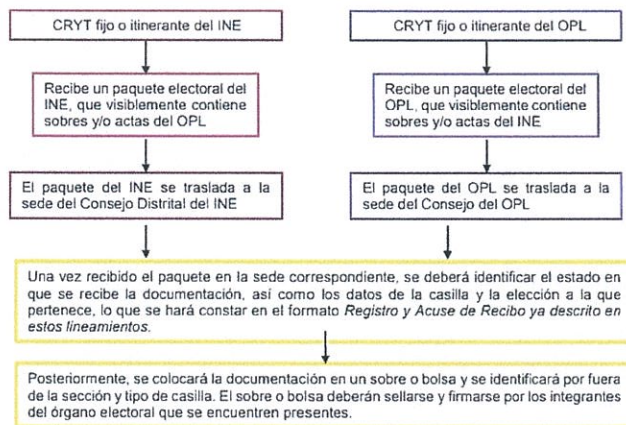 CRYT fijo o itinerante del INE
CRYT fijo o itinerante del OPL
Recibe un paquete electoral del
INE, que visiblemente contiene
sobres y/o actas del OPL
Recibe un paquete electoral del
OPL, que visiblemente contiene
sobres y/o actas del INE
El paquete del INE se traslada a la
sede del Consejo Distrital del INE
El paquete del OPL se traslada a la
sede del Consejo del OPL
Una vez recibido el paquete en la sede correspondiente, se deberá identificar el estado en
que se recibe la documentación, así como los datos de la casilla y la elección a la que
pertenece, lo que se hará constar en el formato Registro y Acuse de Recibo ya descrito en
estos lineamientos.
Posteriormente, se colocará la documentación en un sobre o bolsa y se identificará por fuera
de la sección y tipo de casilla. El sobre o bolsa deberán sellarse y firmarse por los integrantes
del órgano electoral que se encuentren presentes.